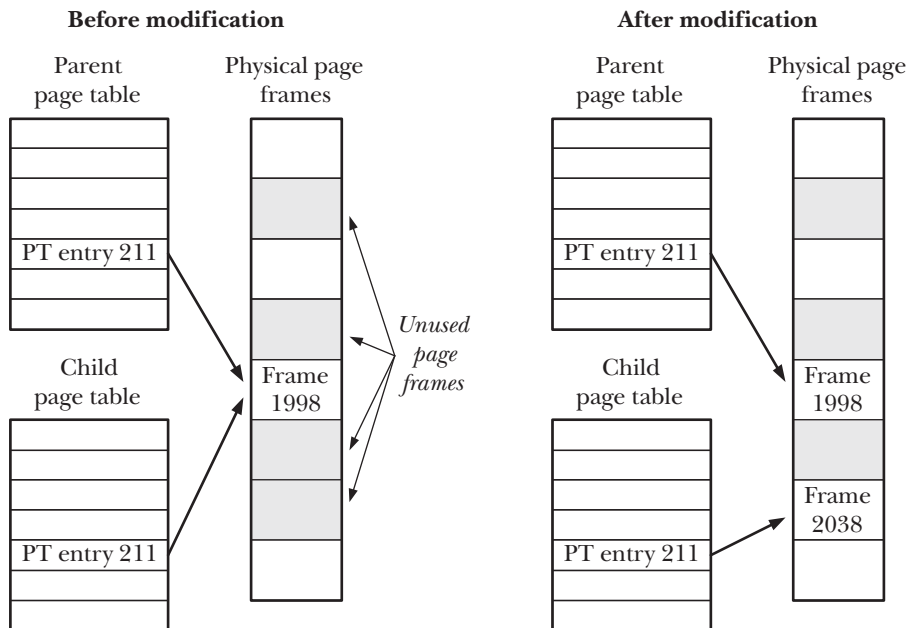 Before modification
Parent
page table
Physical page
frames
PT entry 211
Frame
1998
Unused
page
frames
Child
page table
PT entry 211
After modification
Parent
page table
Physical page
frames
PT entry 211
Frame
1998
Child
page table
Frame
2038
PT entry 211